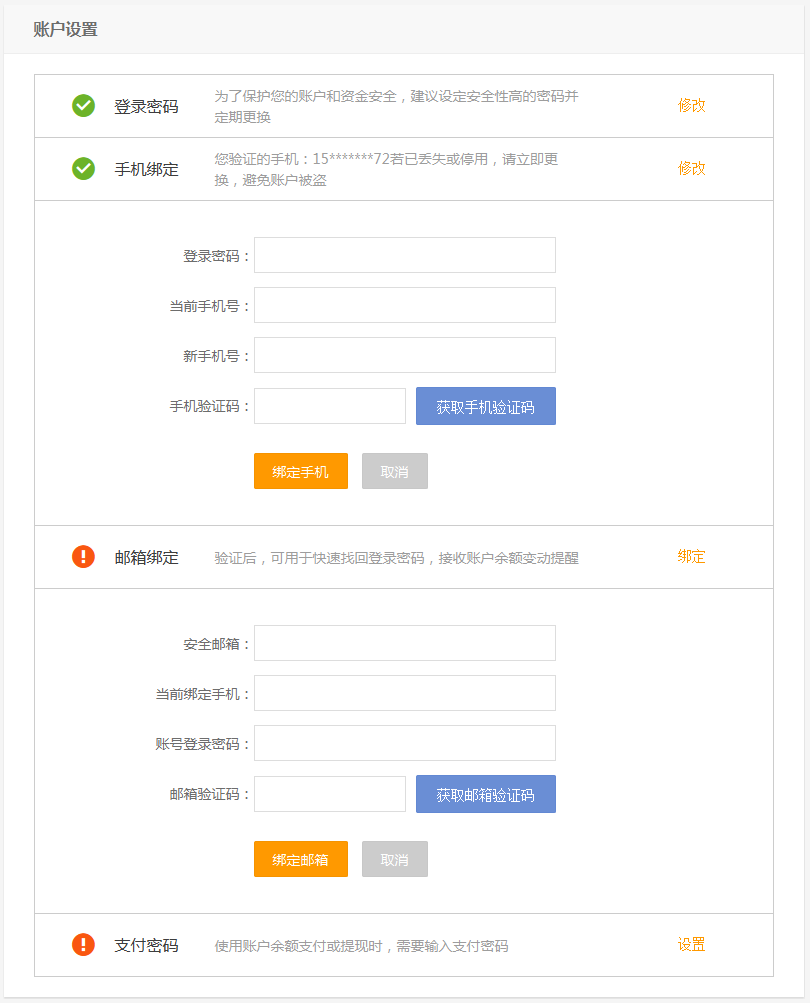 账户设置
登录密码
为了保护您的账户和资金安全，建议设定安全性高的密码并
定期更换
修改
手机绑定
您验证的手机：15*******72若已丢失或停用，请立即更
换，避免账户被盗
修改
登录密码：
当前手机号：
新手机号：
手机验证码：
获取手机验证码
绑定手机
取消
邮箱绑定
验证后，可用于快速找回登录密码，接收账户余额变动提醒
绑定
安全邮箱：
当前绑定手机：
账号登录密码：
邮箱验证码：
获取邮箱验证码
绑定邮箱
取消
支付密码
使用账户余额支付或提现时，需要输入支付密码
设置